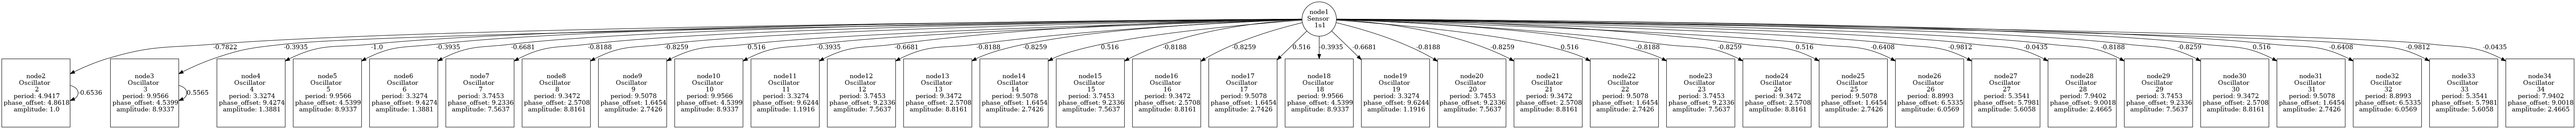 node1
Sensor
1s1
-0.7822
-0.3935
-1.0
-0.3935
-0.6681
-0.8188
-0.8259
0.516
-0.3935
-0.6681
-0.8188
-0.8259
0.516
-0.8188
-0.8259
0.516
-0.3935
-0.6681
-0.8188
-0.8259
0.516
-0.8188
-0.8259
0.516
-0.6408
-0.9812
-0.0435
-0.8188
-0.8259
0.516
-0.6408
-0.9812
-0.0435
node2
Oscillator
2
period: 4.9417
phase_offset: 4.8618
amplitude: 1.0
-0.6536
node3
Oscillator
3
period: 9.9566
phase_offset: 4.5399
amplitude: 8.9337
0.5565
node4
Oscillator
4
period: 3.3274
phase_offset: 9.4274
amplitude: 1.3881
node5
Oscillator
5
period: 9.9566
phase_offset: 4.5399
amplitude: 8.9337
node6
Oscillator
6
period: 3.3274
phase_offset: 9.4274
amplitude: 1.3881
node7
Oscillator
7
period: 3.7453
phase_offset: 9.2336
amplitude: 7.5637
node8
Oscillator
8
period: 9.3472
phase_offset: 2.5708
amplitude: 8.8161
node9
Oscillator
9
period: 9.5078
phase_offset: 1.6454
amplitude: 2.7426
node10
Oscillator
10
period: 9.9566
phase_offset: 4.5399
amplitude: 8.9337
node11
Oscillator
11
period: 3.3274
phase_offset: 9.6244
amplitude: 1.1916
node12
Oscillator
12
period: 3.7453
phase_offset: 9.2336
amplitude: 7.5637
node13
Oscillator
13
period: 9.3472
phase_offset: 2.5708
amplitude: 8.8161
node14
Oscillator
14
period: 9.5078
phase_offset: 1.6454
amplitude: 2.7426
node15
Oscillator
15
period: 3.7453
phase_offset: 9.2336
amplitude: 7.5637
node16
Oscillator
16
period: 9.3472
phase_offset: 2.5708
amplitude: 8.8161
node17
Oscillator
17
period: 9.5078
phase_offset: 1.6454
amplitude: 2.7426
node18
Oscillator
18
period: 9.9566
phase_offset: 4.5399
amplitude: 8.9337
node19
Oscillator
19
period: 3.3274
phase_offset: 9.6244
amplitude: 1.1916
node20
Oscillator
20
period: 3.7453
phase_offset: 9.2336
amplitude: 7.5637
node21
Oscillator
21
period: 9.3472
phase_offset: 2.5708
amplitude: 8.8161
node22
Oscillator
22
period: 9.5078
phase_offset: 1.6454
amplitude: 2.7426
node23
Oscillator
23
period: 3.7453
phase_offset: 9.2336
amplitude: 7.5637
node24
Oscillator
24
period: 9.3472
phase_offset: 2.5708
amplitude: 8.8161
node25
Oscillator
25
period: 9.5078
phase_offset: 1.6454
amplitude: 2.7426
node26
Oscillator
26
period: 8.8993
phase_offset: 6.5335
amplitude: 6.0569
node27
Oscillator
27
period: 5.3541
phase_offset: 5.7981
amplitude: 5.6058
node28
Oscillator
28
period: 7.9402
phase_offset: 9.0018
amplitude: 2.4665
node29
Oscillator
29
period: 3.7453
phase_offset: 9.2336
amplitude: 7.5637
node30
Oscillator
30
period: 9.3472
phase_offset: 2.5708
amplitude: 8.8161
node31
Oscillator
31
period: 9.5078
phase_offset: 1.6454
amplitude: 2.7426
node32
Oscillator
32
period: 8.8993
phase_offset: 6.5335
amplitude: 6.0569
node33
Oscillator
33
period: 5.3541
phase_offset: 5.7981
amplitude: 5.6058
node34
Oscillator
34
period: 7.9402
phase_offset: 9.0018
amplitude: 2.4665